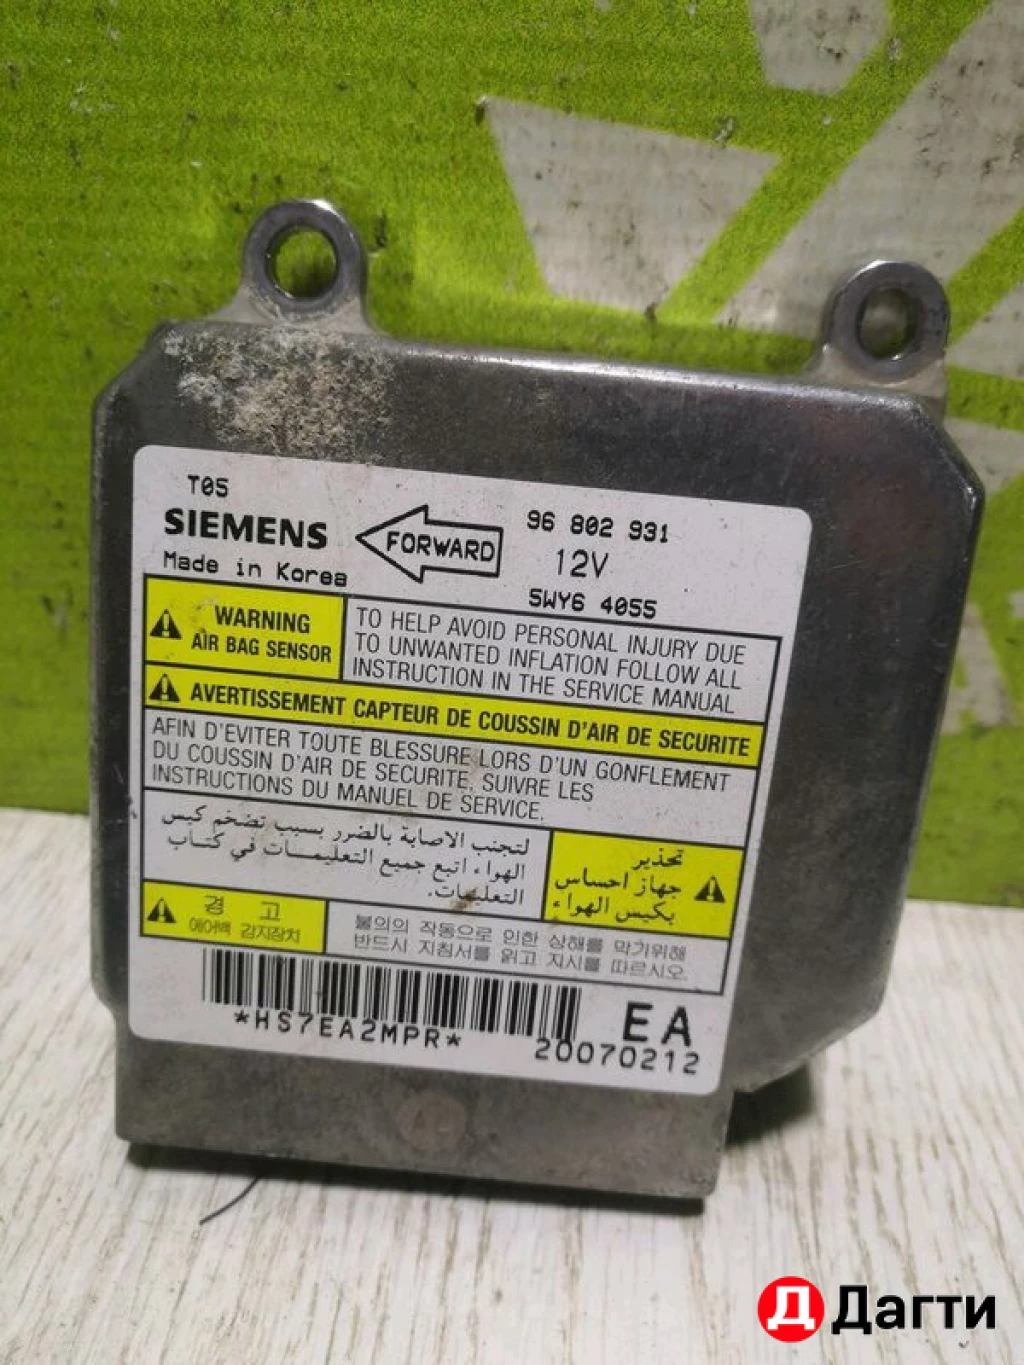 T05
SIEMENS
Made in Korea
FORWARD
96 802 931
12V
5WY6 4055
WARNING
AIR BAG SENSOR
TO HELP AVOID PERSONAL INJURY DUE
TO UNWANTED INFLATION FOLLOW ALL
INSTRUCTION IN THE SERVICE MANUAL
AVERTISSEMENT CAPTEUR DE COUSSIN D'AIR DE SECURITE
AFIN D'EVITER TOUTE BLESSURE LORS D'UN GONFLEMENT
DU COUSSIN D'AIR DE SECURITE, SUIVRE LES
INSTRUCTIONS DU MANUEL DE SERVICE.
تحذير
جهاز احساس
بكيس الهواء
لتجنب الاصابة بالضرر بسبب تضخم كيس
الهواء اتبع جميع التعليمات في كتاب
التعليمات.
경 고
에어백 감지장치
불의의 작동으로 인한 상해를 막기위해
반드시 지침서를 읽고 지시를 따르시오.
*HS7EA2MPR*
EA
20070212
Д Дагти